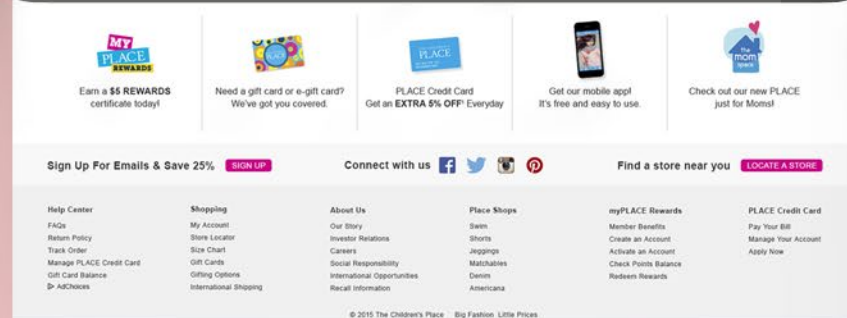 MY
PLACE
REWARDS
Earn a $5 REWARDS
certificate today!
PLACE
Need a gift card or e-gift card?
We've got you covered.
PLACE
PLACE Credit Card
Get an EXTRA 5% OFF¹ Everyday
Get our mobile app!
It's free and easy to use.
the
mom
space
Check out our new PLACE
just for Moms!
Sign Up For Emails & Save 25% SIGN UP
Connect with us
Find a store near you LOCATE A STORE
Help Center
FAQs
Return Policy
Track Order
Manage PLACE Credit Card
Gift Card Balance
AdChoices
Shopping
My Account
Store Locator
Size Chart
Gift Cards
Gifting Options
International Shipping
About Us
Our Story
Investor Relations
Careers
Social Responsibility
International Opportunities
Recall Information
Place Shops
Swim
Shorts
Jeggings
Matchables
Denim
Americana
myPLACE Rewards
Member Benefits
Create an Account
Activate an Account
Check Points Balance
Redeem Rewards
PLACE Credit Card
Pay Your Bill
Manage Your Account
Apply Now
© 2015 The Children's Place Big Fashion Little Prices